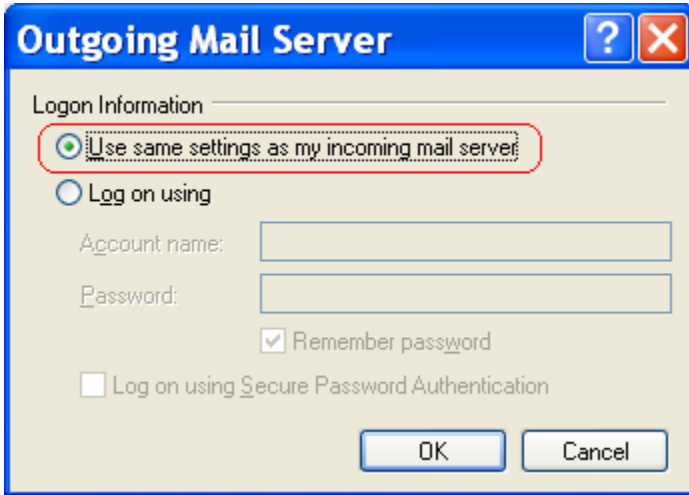 Outgoing Mail Server
Logon Information
Use same settings as my incoming mail server
Log on using
Account name:
Password:
Remember password
Log on using Secure Password Authentication
OK Cancel